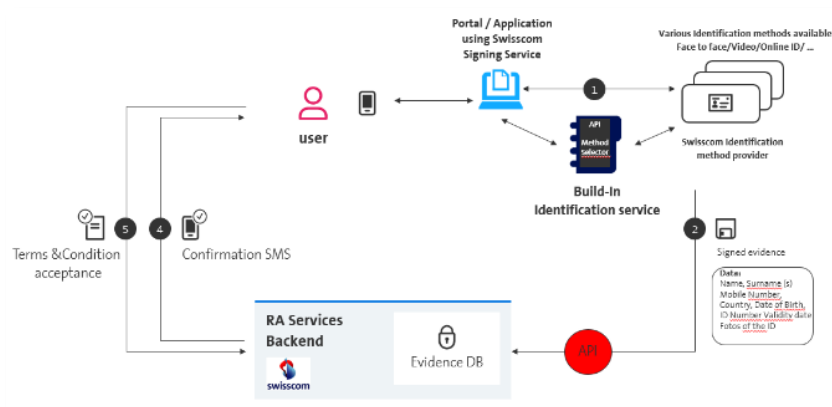 Portal / Application
using Swisscom
Signing Service
Various Identification methods available
Face to face/Video/Online ID/ ...
1
user
API
Method
Selector
Swisscom Identification
method provider
Build-In
Identification service
5
4
2
Terms &Condition
acceptance
Confirmation SMS
Signed evidence
Data:
Name, Surname (s)
Mobile Number,
Country, Date of Birth,
ID Number Validity date
Fotos of the ID
RA Services
Backend
swisscom
Evidence DB
API